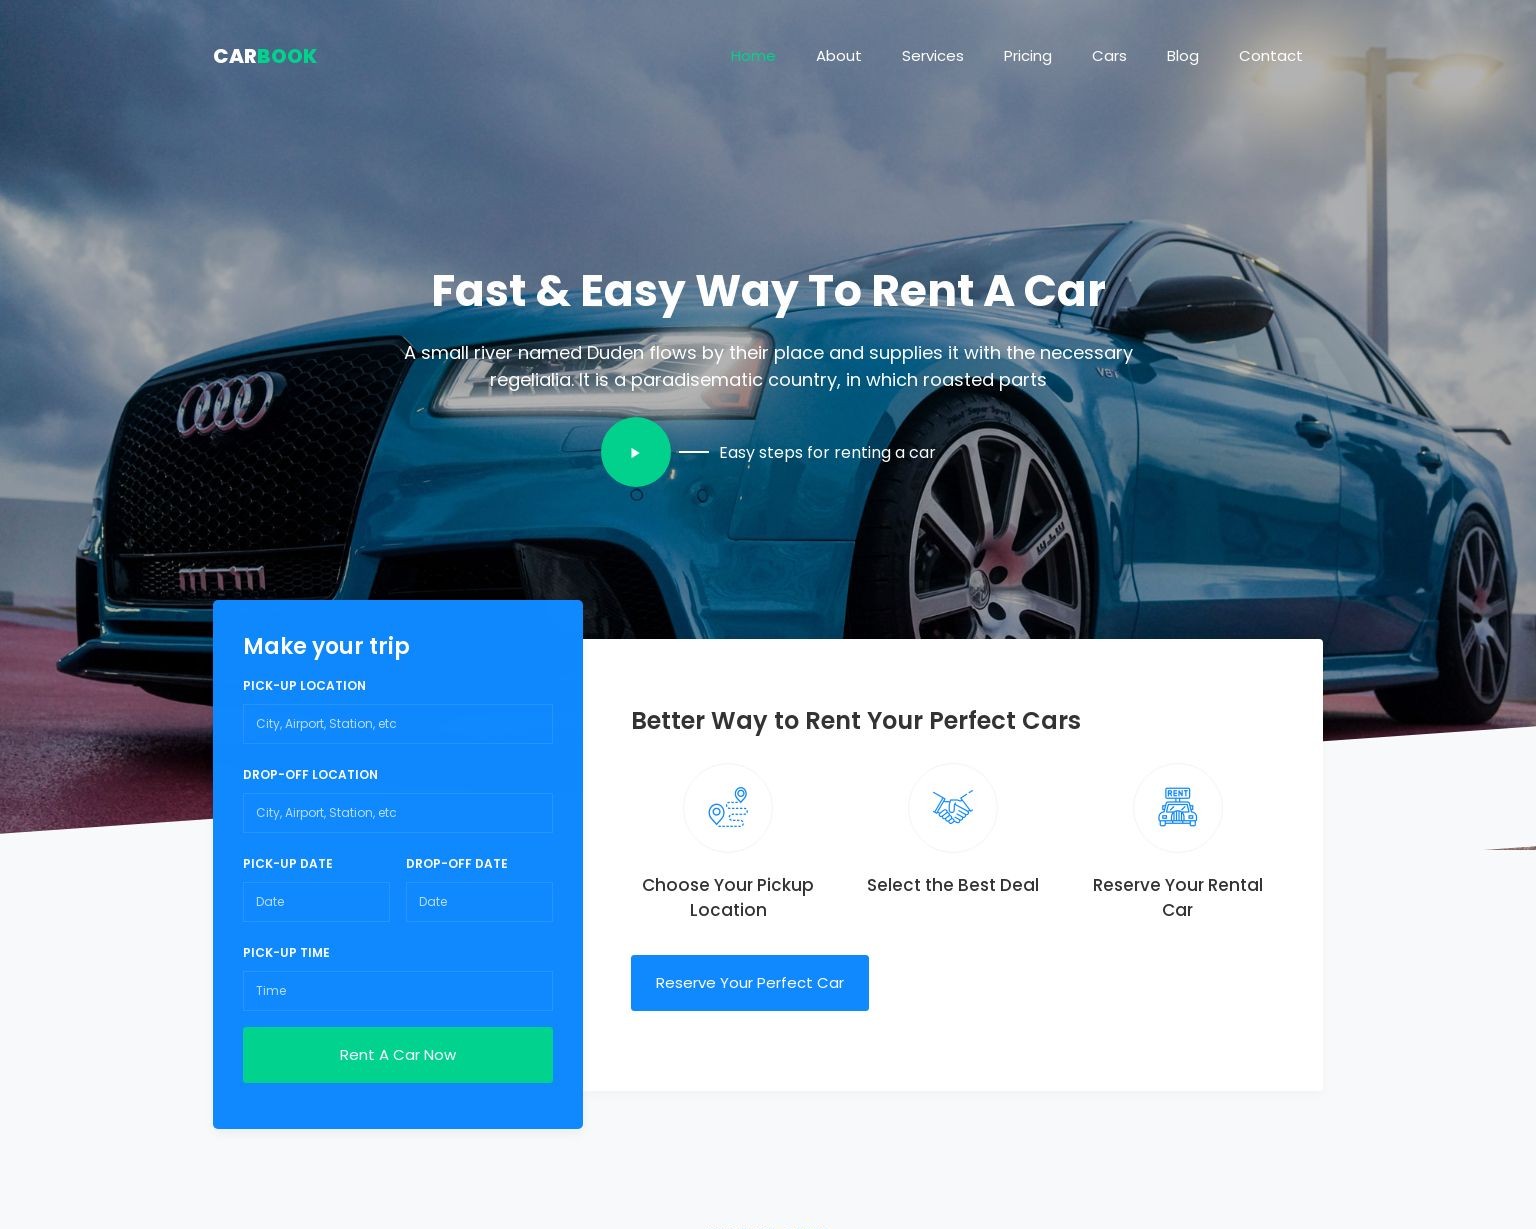 CARBOOK
Home About Services Pricing Cars Blog Contact
Fast & Easy Way To Rent A Car
A small river named Duden flows by their place and supplies it with the necessary
regelialia. It is a paradisematic country, in which roasted parts
Easy steps for renting a car
Make your trip
PICK-UP LOCATION
City, Airport, Station, etc
DROP-OFF LOCATION
City, Airport, Station, etc
PICK-UP DATE DROP-OFF DATE
Date Date
PICK-UP TIME
Time
Rent A Car Now
Better Way to Rent Your Perfect Cars
RENT
Choose Your Pickup
Location
Select the Best Deal
Reserve Your Rental
Car
Reserve Your Perfect Car